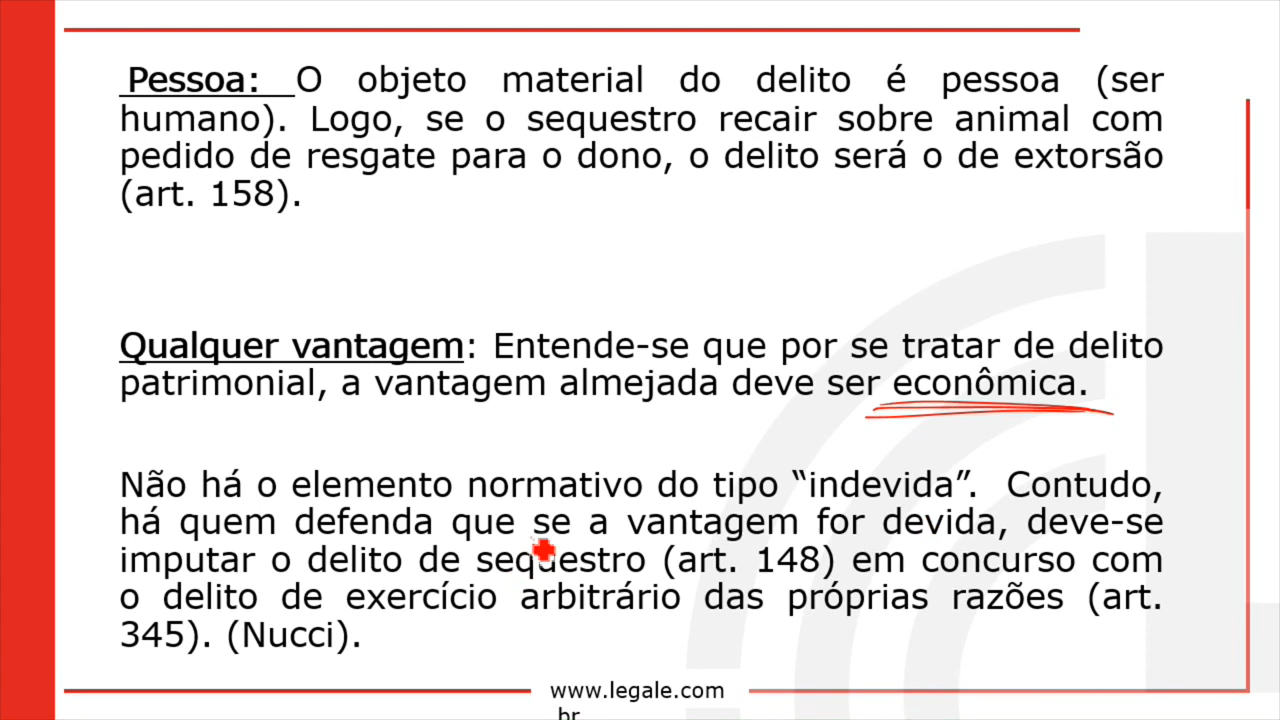 Pessoa: O objeto material do delito é pessoa (ser
humano). Logo, se o sequestro recair sobre animal com
pedido de resgate para o dono, o delito será o de extorsão
(art. 158).
Qualquer vantagem: Entende-se que por se tratar de delito
patrimonial, a vantagem almejada deve ser econômica.
Não há o elemento normativo do tipo “indevida”. Contudo,
há quem defenda que se a vantagem for devida, deve-se
imputar o delito de sequestro (art. 148) em concurso com
o delito de exercício arbitrário das próprias razões (art.
345). (Nucci).
www.legale.com
br